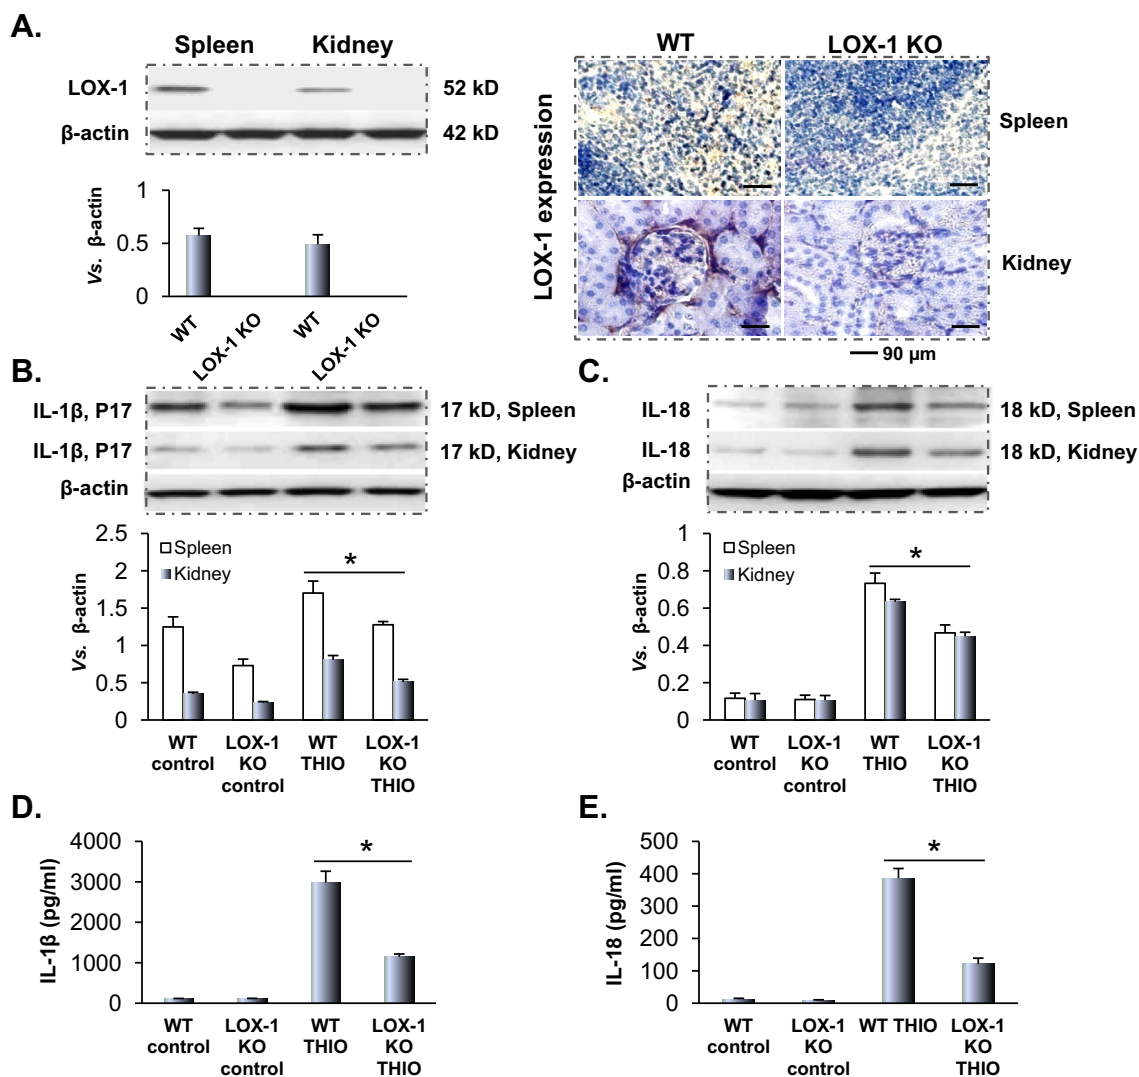 A.
Spleen Kidney
LOX-1
52 kD
β-actin
42 kD
1
0.5
0
Vs. β-actin
WT
LOX-1 KO
WT
LOX-1 KO
WT
LOX-1 KO
LOX-1 expression
Spleen
Kidney
90 µm
B.
IL-1β, P17
17 kD, Spleen
IL-1β, P17
17 kD, Kidney
β-actin
2.5
2
1.5
1
0.5
0
Vs. β-actin
Spleen
Kidney
*
WT control
LOX-1 KO control
WT THIO
LOX-1 KO THIO
C.
IL-18
18 kD, Spleen
IL-18
18 kD, Kidney
β-actin
1
0.8
0.6
0.4
0.2
0
Vs. β-actin
Spleen
Kidney
*
WT control
LOX-1 KO control
WT THIO
LOX-1 KO THIO
D.
4000
3000
2000
1000
0
IL-1β (pg/ml)
*
WT control
LOX-1 KO control
WT THIO
LOX-1 KO THIO
E.
500
400
300
200
100
0
IL-18 (pg/ml)
*
WT control
LOX-1 KO control
WT THIO
LOX-1 KO THIO